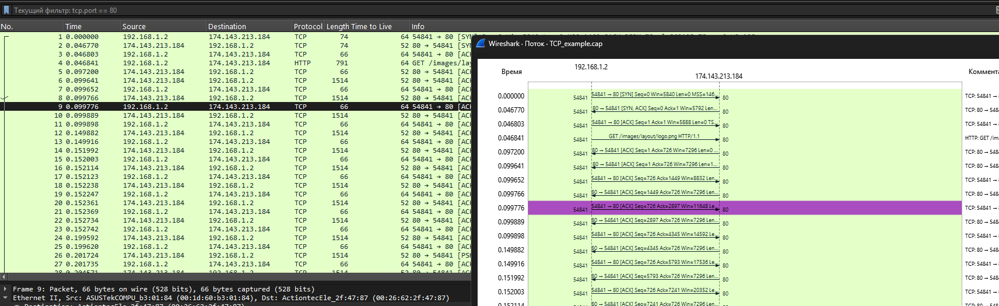 Текущий фильтр: tcp.port == 80
No. Time Source Destination Protocol Length Time to Live Info
1 0.000000 192.168.1.2 174.143.213.184 TCP 74 64 54841 → 80 [SYN]
2 0.046770 174.143.213.184 192.168.1.2 TCP 74 52 80 → 54841 [SY
3 0.046803 192.168.1.2 174.143.213.184 TCP 66 64 54841 → 80 [AC
4 0.046841 192.168.1.2 174.143.213.184 HTTP 791 64 GET /images/la
5 0.097200 174.143.213.184 192.168.1.2 TCP 66 52 80 → 54841 [AC
6 0.099641 174.143.213.184 192.168.1.2 TCP 1514 52 80 → 54841 [AC
7 0.099652 192.168.1.2 174.143.213.184 TCP 66 64 54841 → 80 [AC
8 0.099766 174.143.213.184 192.168.1.2 TCP 1514 52 80 → 54841 [AC
9 0.099776 192.168.1.2 174.143.213.184 TCP 66 64 54841 → 80 [AC
10 0.099889 174.143.213.184 192.168.1.2 TCP 1514 52 80 → 54841 [AC
11 0.099898 192.168.1.2 174.143.213.184 TCP 66 64 54841 → 80 [AC
12 0.149882 174.143.213.184 192.168.1.2 TCP 1514 52 80 → 54841 [AC
13 0.149916 192.168.1.2 174.143.213.184 TCP 66 64 54841 → 80 [AC
14 0.151992 174.143.213.184 192.168.1.2 TCP 1514 52 80 → 54841 [AC
15 0.152003 192.168.1.2 174.143.213.184 TCP 66 64 54841 → 80 [AC
16 0.152114 174.143.213.184 192.168.1.2 TCP 1514 52 80 → 54841 [AC
17 0.152123 192.168.1.2 174.143.213.184 TCP 66 64 54841 → 80 [AC
18 0.152238 174.143.213.184 192.168.1.2 TCP 1514 52 80 → 54841 [AC
19 0.152247 192.168.1.2 174.143.213.184 TCP 66 64 54841 → 80 [AC
20 0.152361 174.143.213.184 192.168.1.2 TCP 1514 52 80 → 54841 [AC
21 0.152369 192.168.1.2 174.143.213.184 TCP 66 64 54841 → 80 [AC
22 0.152734 174.143.213.184 192.168.1.2 TCP 1514 52 80 → 54841 [AC
23 0.152742 192.168.1.2 174.143.213.184 TCP 66 64 54841 → 80 [AC
24 0.199592 174.143.213.184 192.168.1.2 TCP 1514 52 80 → 54841 [AC
25 0.199620 192.168.1.2 174.143.213.184 TCP 66 64 54841 → 80 [AC
26 0.201724 174.143.213.184 192.168.1.2 TCP 1514 52 80 → 54841 [PS
27 0.201735 192.168.1.2 174.143.213.184 TCP 66 64 54841 → 80 [AC
28 0.204571 174.143.213.184 192.168.1.2 TCP 1514 52 80 → 54841 [AC
Frame 9: Packet, 66 bytes on wire (528 bits), 66 bytes captured (528 bits)
Ethernet II, Src: ASUSTekCOMPU_b3:01:84 (00:1d:60:b3:01:84), Dst: ActiontecEle_2f:47:87 (00:26:62:2f:47:87)
Destination: ActiontecEle_2f:47:87 (00:26:62:2f:47:87)
Wireshark · Поток · TCP_example.cap
192.168.1.2
Время Коммента
174.143.213.184
0.000000 54841 54841 → 80 [SYN] Seq=0 Win=5840 Len=0 MSS=146… 80 TCP: 54841 →
0.046770 54841 80 → 54841 [SYN, ACK] Seq=0 Ack=1 Win=5792 Len… 80 TCP: 80 → 54
0.046803 54841 54841 → 80 [ACK] Seq=1 Ack=1 Win=5888 Len=0 TS… 80 TCP: 54841 →
0.046841 54841 GET /images/layout/logo.png HTTP/1.1 80 HTTP: GET /im
0.097200 54841 80 → 54841 [ACK] Seq=1 Ack=726 Win=7296 Len=0 … 80 TCP: 80 → 54
0.099641 54841 80 → 54841 [ACK] Seq=1 Ack=726 Win=7296 Len=1… 80 TCP: 80 → 54
0.099652 54841 54841 → 80 [ACK] Seq=726 Ack=1449 Win=8832 Len… 80 TCP: 54841 →
0.099766 54841 80 → 54841 [ACK] Seq=1449 Ack=726 Win=7296 Len… 80 TCP: 80 → 54
0.099776 54841 54841 → 80 [ACK] Seq=726 Ack=2897 Win=11648 Le… 80 TCP: 54841 →
0.099889 54841 80 → 54841 [ACK] Seq=2897 Ack=726 Win=7296 Len… 80 TCP: 80 → 54
0.099898 54841 54841 → 80 [ACK] Seq=726 Ack=4345 Win=14592 Le… 80 TCP: 54841 →
0.149882 54841 80 → 54841 [ACK] Seq=4345 Ack=726 Win=7296 Len… 80 TCP: 80 → 54
0.149916 54841 54841 → 80 [ACK] Seq=726 Ack=5793 Win=17536 Le… 80 TCP: 54841 →
0.151992 54841 80 → 54841 [ACK] Seq=5793 Ack=726 Win=7296 Len… 80 TCP: 80 → 54
0.152003 54841 54841 → 80 [ACK] Seq=726 Ack=7241 Win=20352 Le… 80 TCP: 54841 →
0.152114 54841 80 → 54841 [ACK] Seq=7241 Ack=726 Win=7296 Len… 80 TCP: 80 → 54